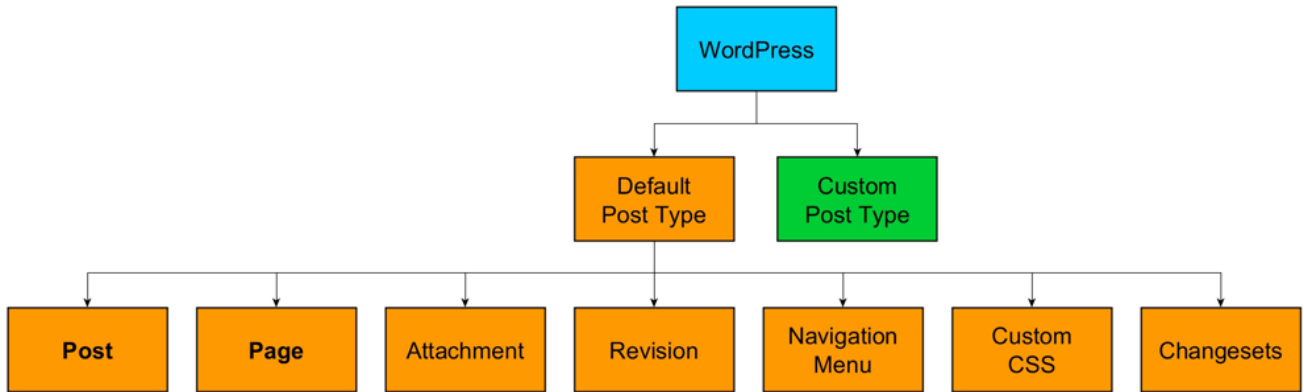 WordPress
Default
Post Type
Custom
Post Type
Post
Page
Attachment
Revision
Navigation
Menu
Custom
CSS
Changesets